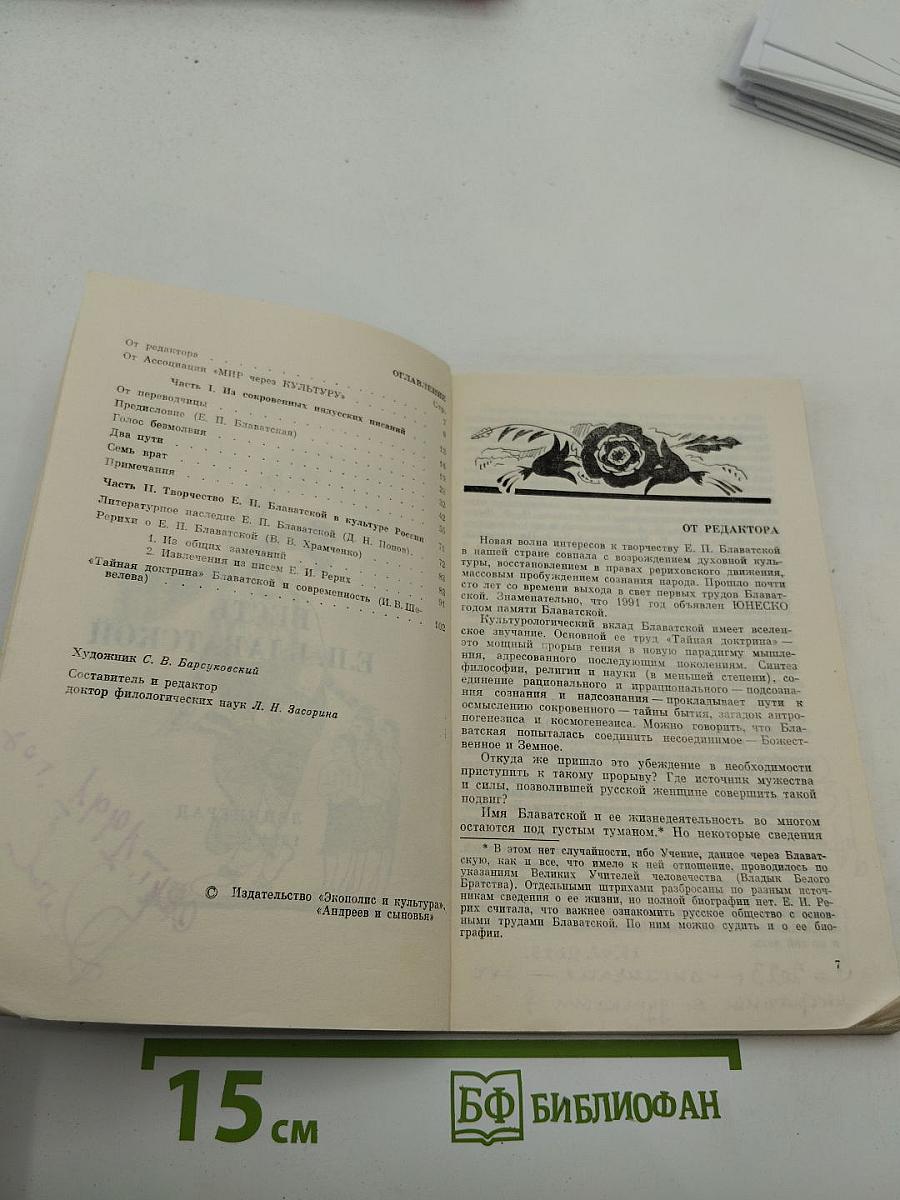 ОГЛАВЛЕНИЕ
Стр.
От редактора 7
От Ассоциации «МИР через КУЛЬТУРУ»
Часть I. Из сокровенных индусских писаний
От переводчицы
Предисловие (Е. П. Блаватская)
Голос безмолвия
Два пути
Семь врат
Примечания
Часть II. Творчество Е. П. Блаватской в культуре России
Литературное наследие Е. П. Блаватской (Д. Н. Попов).
Рерихи о Е. П. Блаватской (В. В. Храмченко)
1. Из общих замечаний
2. Извлечения из писем Е. И. Рерих
«Тайная доктрина» Блаватской и современность (И. В. Ше-
велева) 102
Художник С. В. Барсуковский
Составитель и редактор
доктор филологических наук Л. Н. Засорина
© Издательство «Экополис и культура»,
«Андреев и сыновья»
ОТ РЕДАКТОРА
Новая волна интересов к творчеству Е. П. Блаватской
в нашей стране совпала с возрождением духовной куль-
туры, восстановлением в правах рериховского движения,
массовым пробуждением сознания народа. Прошло почти
сто лет со времени выхода в свет первых трудов Блават-
ской. Знаменательно, что 1991 год объявлен ЮНЕСКО
годом памяти Блаватской.
Культурологический вклад Блаватской имеет вселен-
ское звучание. Основной ее труд «Тайная доктрина» —
это мощный прорыв гения в новую парадигму мышле-
ния, адресованного последующим поколениям. Синтез
философии, религии и науки (в меньшей степени), со-
единение рационального и иррационального — подсозна-
ния сознания и надсознания — прокладывает пути к
осмыслению сокровенного — тайны бытия, загадок антро-
погенезиса и космогенезиса. Можно говорить, что Бла-
ватская попыталась соединить несоединимое — Божест-
венное и Земное.
Откуда же пришло это убеждение в необходимости
приступить к такому прорыву? Где источник мужества
и силы, позволившей русской женщине совершить такой
подвиг?
Имя Блаватской и ее жизнедеятельность во многом
остаются под густым туманом.* Но некоторые сведения
* В этом нет случайности, ибо Учение, данное через Блават-
скую, как и все, что имело к ней отношение, проводилось по
указаниям Великих Учителей человечества (Владык Белого
Братства). Отдельными штрихами разбросаны по разным источ-
никам сведения о ее жизни, но полной биографии нет. Е. И. Ре-
рих считала, что важнее ознакомить русское общество с основ-
ными трудами Блаватской. По ним можно судить и о ее био-
графии.
7
15 см
БФ БИБЛИОФАН